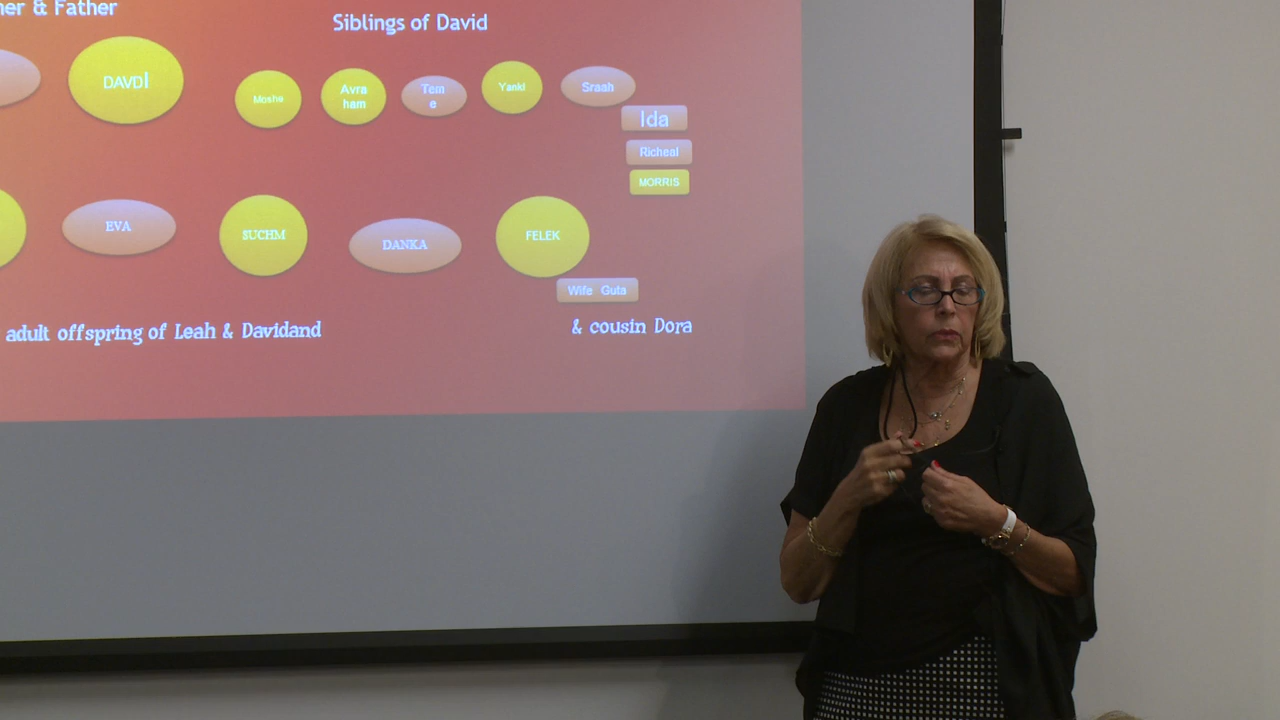 er & Father
Siblings of David
DAVDİ
Moshe
Avra
ham
Tem
e
Yankl
Sraah
Ida
Richeal
MORRIS
EVA
SUCHM
DANKA
FELEK
Wife Guta
adult offspring of Leah & Davidand
& cousin Dora